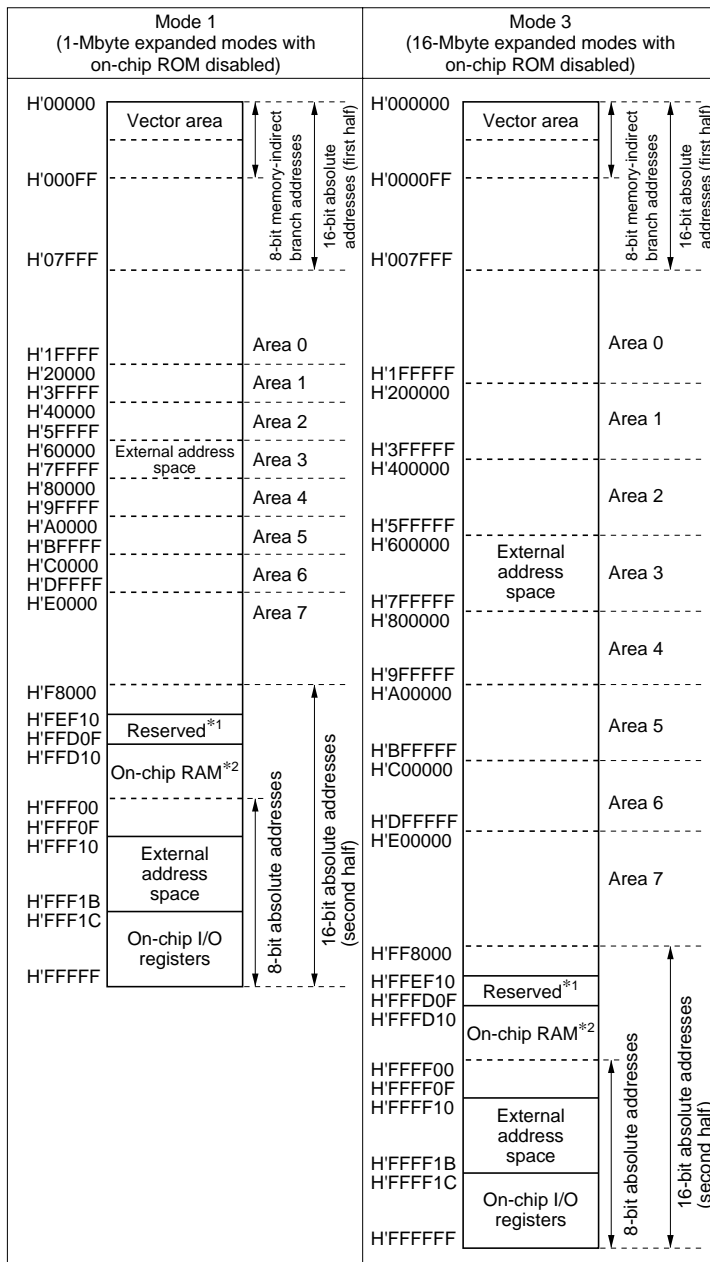 Mode 1
(1-Mbyte expanded modes with
on-chip ROM disabled)
H'00000
Vector area
H'000FF
H'07FFF
8-bit memory-indirect
branch addresses
16-bit absolute
addresses (first half)
H'1FFFF
H'20000
H'3FFFF
H'40000
H'5FFFF
H'60000
H'7FFFF
H'80000
H'9FFFF
H'A0000
H'BFFFF
H'C0000
H'DFFFF
H'E0000
External address
space
Area 0
Area 1
Area 2
Area 3
Area 4
Area 5
Area 6
Area 7
H'F8000
H'FEF10
H'FFD0F
H'FFD10
H'FFF00
H'FFF0F
H'FFF10
H'FFF1B
H'FFF1C
H'FFFFF
Reserved*1
On-chip RAM*2
External
address
space
On-chip I/O
registers
8-bit absolute addresses
16-bit absolute addresses
(second half)
Mode 3
(16-Mbyte expanded modes with
on-chip ROM disabled)
H'000000
Vector area
H'0000FF
H'007FFF
8-bit memory-indirect
branch addresses
16-bit absolute
addresses (first half)
H'1FFFFF
H'200000
H'3FFFFF
H'400000
H'5FFFFF
H'600000
H'7FFFFF
H'800000
H'9FFFFF
H'A00000
H'BFFFFF
H'C00000
H'DFFFFF
H'E00000
External
address
space
Area 0
Area 1
Area 2
Area 3
Area 4
Area 5
Area 6
Area 7
H'FF8000
H'FFEF10
H'FFFD0F
H'FFFD10
H'FFFF00
H'FFFF0F
H'FFFF10
H'FFFF1B
H'FFFF1C
H'FFFFFF
Reserved*1
On-chip RAM*2
External
address
space
On-chip I/O
registers
8-bit absolute addresses
16-bit absolute addresses
(second half)